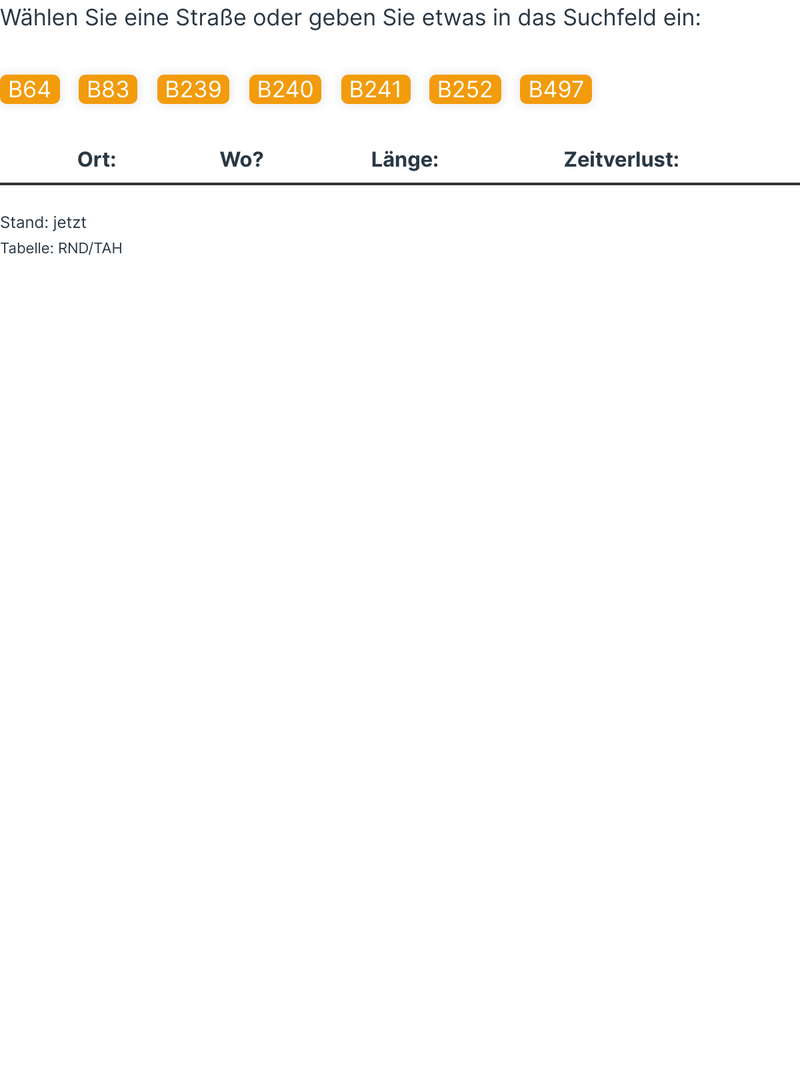 Wählen Sie eine Straße oder geben Sie etwas in das Suchfeld ein:
B64 B83 B239 B240 B241 B252 B497
Ort: Wo? Länge: Zeitverlust:
Stand: jetzt
Tabelle: RND/TAH